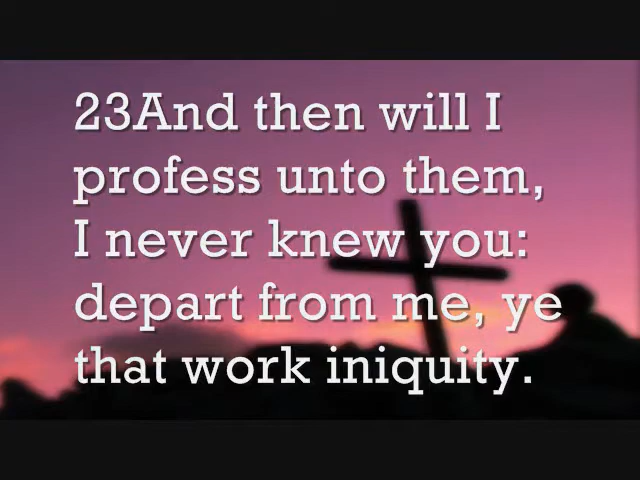 23And then will I
profess unto them,
I never knew you:
depart from me, ye
that work iniquity.